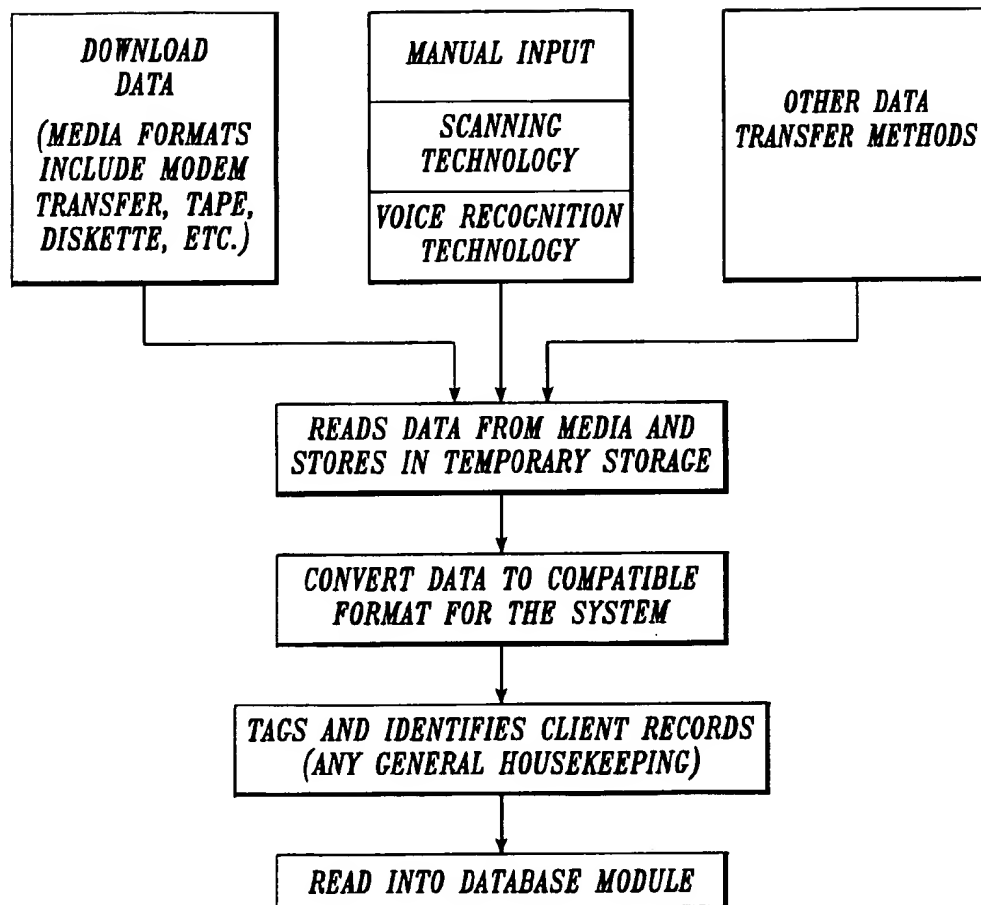 DOWNLOAD
DATA
(MEDIA FORMATS
INCLUDE MODEM
TRANSFER, TAPE,
DISKETTE, ETC.)
MANUAL INPUT
SCANNING
TECHNOLOGY
VOICE RECOGNITION
TECHNOLOGY
OTHER DATA
TRANSFER METHODS
READS DATA FROM MEDIA AND
STORES IN TEMPORARY STORAGE
CONVERT DATA TO COMPATIBLE
FORMAT FOR THE SYSTEM
TAGS AND IDENTIFIES CLIENT RECORDS
(ANY GENERAL HOUSEKEEPING)
READ INTO DATABASE MODULE